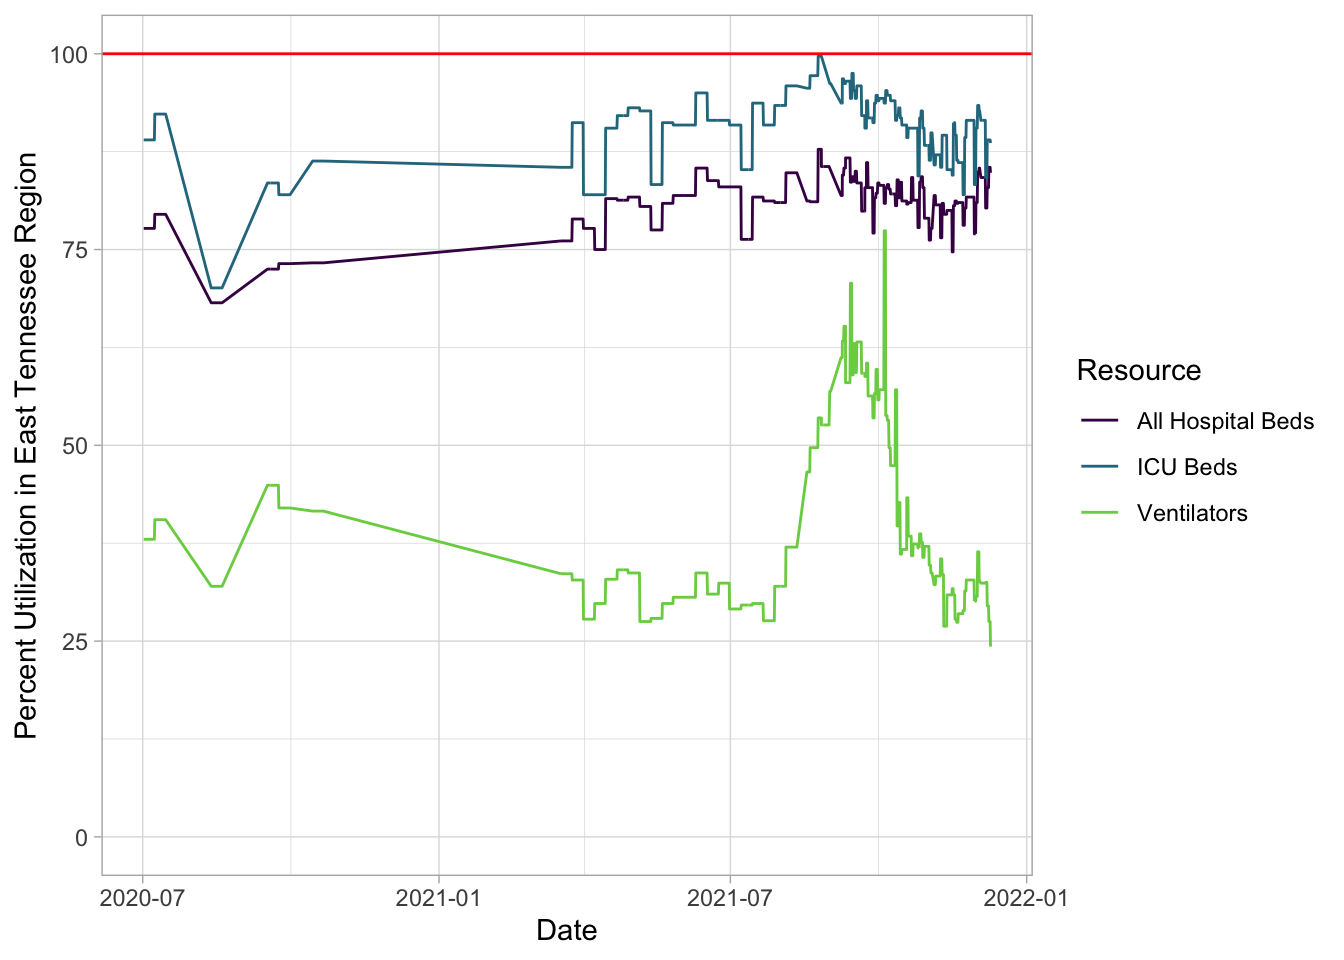 Percent Utilization in East Tennessee Region
100
75
50
25
0
2020-07
2021-01
2021-07
2022-01
Date
Resource
All Hospital Beds
ICU Beds
Ventilators